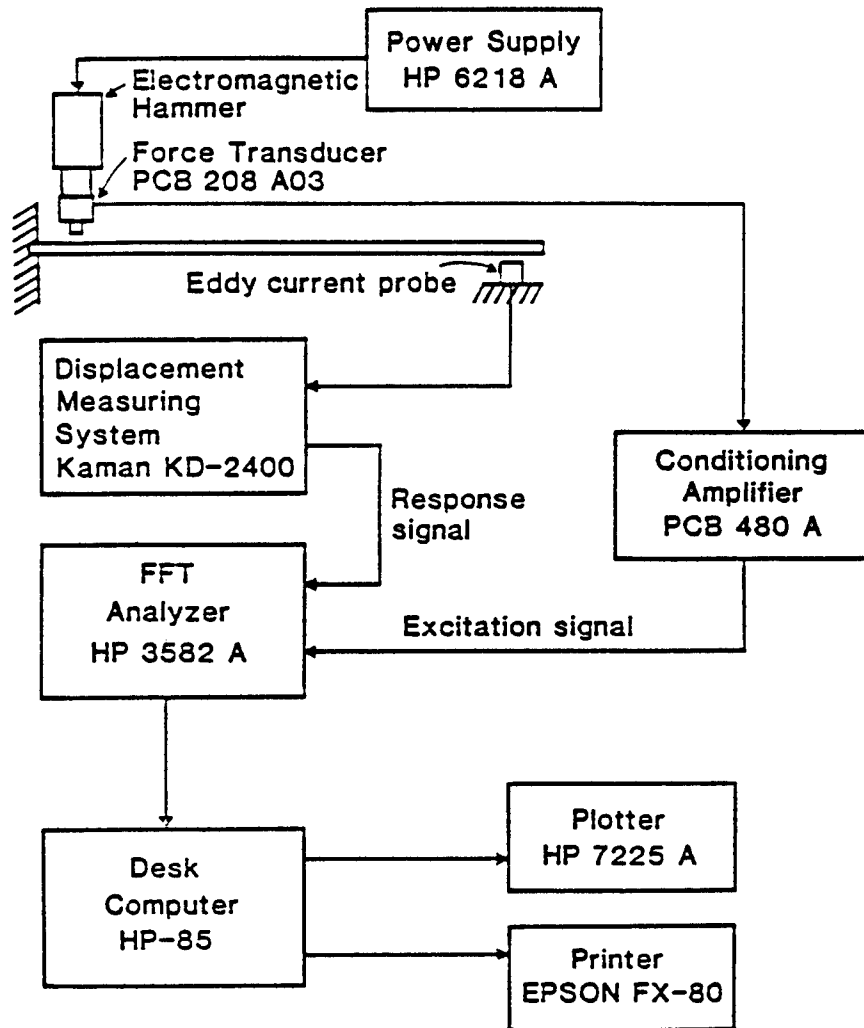 Power Supply
HP 6218 A
Electromagnetic
Hammer
Force Transducer
PCB 208 A03
Eddy current probe
Displacement
Measuring
System
Kaman KD-2400
Response
signal
Conditioning
Amplifier
PCB 480 A
FFT
Analyzer
HP 3582 A
Excitation signal
Desk
Computer
HP-85
Plotter
HP 7225 A
Printer
EPSON FX-80